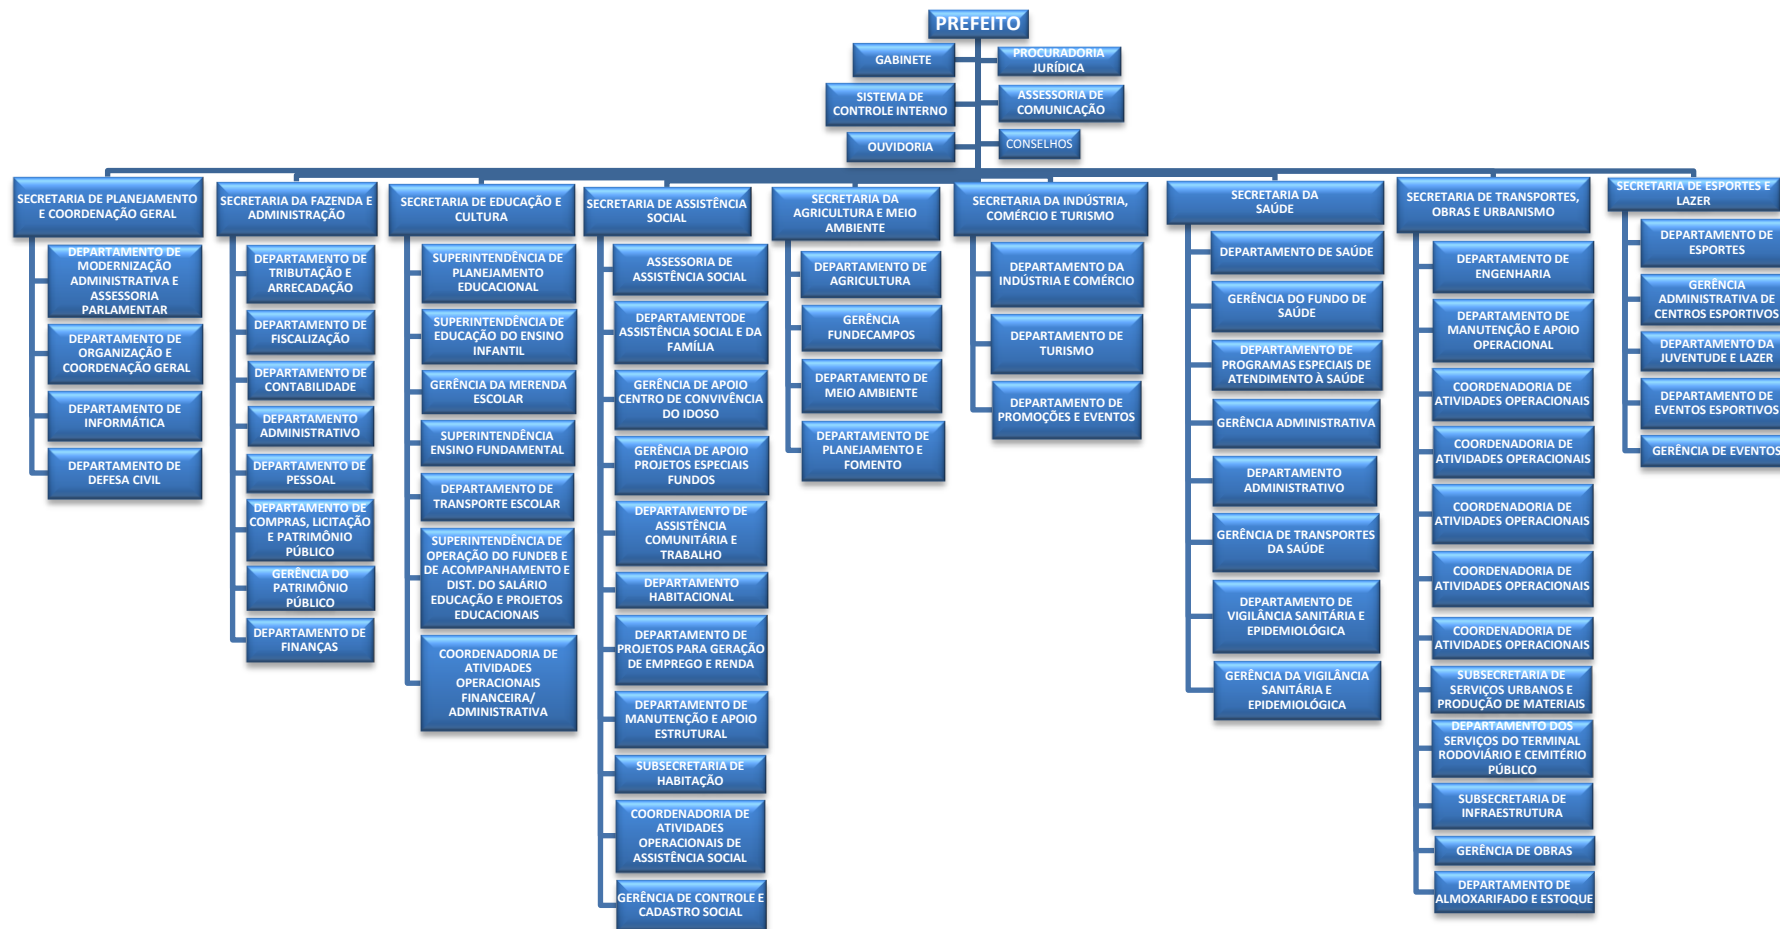 PREFEITO
GABINETE
PROCURADORIA
JURÍDICA
SISTEMA DE
CONTROLE INTERNO
ASSESSORIA DE
COMUNICAÇÃO
OUVIDORIA
CONSELHOS
SECRETARIA DE PLANEJAMENTO
E COORDENAÇÃO GERAL
DEPARTAMENTO DE
MODERNIZAÇÃO
ADMINISTRATIVA E
ASSESSORIA
PARLAMENTAR
DEPARTAMENTO DE
ORGANIZAÇÃO E
COORDENAÇÃO GERAL
DEPARTAMENTO DE
INFORMÁTICA
DEPARTAMENTO DE
DEFESA CIVIL
SECRETARIA DA FAZENDA E
ADMINISTRAÇÃO
DEPARTAMENTO DE
TRIBUTAÇÃO E
ARRECADAÇÃO
DEPARTAMENTO DE
FISCALIZAÇÃO
DEPARTAMENTO DE
CONTABILIDADE
DEPARTAMENTO
ADMINISTRATIVO
DEPARTAMENTO DE
PESSOAL
DEPARTAMENTO DE
COMPRAS, LICITAÇÃO
E PATRIMÔNIO
PÚBLICO
GERÊNCIA DO
PATRIMÔNIO
PÚBLICO
DEPARTAMENTO DE
FINANÇAS
SECRETARIA DE EDUCAÇÃO E
CULTURA
SUPERINTENDÊNCIA DE
PLANEJAMENTO
EDUCACIONAL
SUPERINTENDÊNCIA DE
EDUCAÇÃO DO ENSINO
INFANTIL
GERÊNCIA DA MERENDA
ESCOLAR
SUPERINTENDÊNCIA
ENSINO FUNDAMENTAL
DEPARTAMENTO DE
TRANSPORTE ESCOLAR
SUPERINTENDÊNCIA DE
OPERAÇÃO DO FUNDEB E
DE ACOMPANHAMENTO E
DIST. DO SALÁRIO
EDUCAÇÃO E PROJETOS
EDUCACIONAIS
COORDENADORIA DE
ATIVIDADES
OPERACIONAIS
FINANCEIRA/
ADMINISTRATIVA
SECRETARIA DE ASSISTÊNCIA
SOCIAL
ASSESSORIA DE
ASSISTÊNCIA SOCIAL
DEPARTAMENTODE
ASSISTÊNCIA SOCIAL E DA
FAMÍLIA
GERÊNCIA DE APOIO
CENTRO DE CONVIVÊNCIA
DO IDOSO
GERÊNCIA DE APOIO
PROJETOS ESPECIAIS
FUNDOS
DEPARTAMENTO DE
ASSISTÊNCIA
COMUNITÁRIA E
TRABALHO
DEPARTAMENTO
HABITACIONAL
DEPARTAMENTO DE
PROJETOS PARA GERAÇÃO
DE EMPREGO E RENDA
DEPARTAMENTO DE
MANUTENÇÃO E APOIO
ESTRUTURAL
SUBSECRETARIA DE
HABITAÇÃO
COORDENADORIA DE
ATIVIDADES
OPERACIONAIS DE
ASSISTÊNCIA SOCIAL
GERÊNCIA DE CONTROLE E
CADASTRO SOCIAL
SECRETARIA DA
AGRICULTURA E MEIO
AMBIENTE
DEPARTAMENTO DE
AGRICULTURA
GERÊNCIA
FUNDECAMPOS
DEPARTAMENTO DE
MEIO AMBIENTE
DEPARTAMENTO DE
PLANEJAMENTO E
FOMENTO
SECRETARIA DA INDÚSTRIA,
COMÉRCIO E TURISMO
DEPARTAMENTO DA
INDÚSTRIA E COMÉRCIO
DEPARTAMENTO DE
TURISMO
DEPARTAMENTO DE
PROMOÇÕES E EVENTOS
SECRETARIA DA
SAÚDE
DEPARTAMENTO DE SAÚDE
GERÊNCIA DO FUNDO DE
SAÚDE
DEPARTAMENTO DE
PROGRAMAS ESPECIAIS DE
ATENDIMENTO À SAÚDE
GERÊNCIA ADMINISTRATIVA
DEPARTAMENTO
ADMINISTRATIVO
GERÊNCIA DE TRANSPORTES
DA SAÚDE
DEPARTAMENTO DE
VIGILÂNCIA SANITÁRIA E
EPIDEMIOLÓGICA
GERÊNCIA DA VIGILÂNCIA
SANITÁRIA E
EPIDEMIOLÓGICA
SECRETARIA DE TRANSPORTES,
OBRAS E URBANISMO
DEPARTAMENTO DE
ENGENHARIA
DEPARTAMENTO DE
MANUTENÇÃO E APOIO
OPERACIONAL
COORDENADORIA DE
ATIVIDADES OPERACIONAIS
COORDENADORIA DE
ATIVIDADES OPERACIONAIS
COORDENADORIA DE
ATIVIDADES OPERACIONAIS
COORDENADORIA DE
ATIVIDADES OPERACIONAIS
COORDENADORIA DE
ATIVIDADES OPERACIONAIS
SUBSECRETARIA DE
SERVIÇOS URBANOS E
PRODUÇÃO DE MATERIAIS
DEPARTAMENTO DOS
SERVIÇOS DO TERMINAL
RODOVIÁRIO E CEMITÉRIO
PÚBLICO
SUBSECRETARIA DE
INFRAESTRUTURA
GERÊNCIA DE OBRAS
DEPARTAMENTO DE
ALMOXARIFADO E ESTOQUE
SECRETARIA DE ESPORTES E
LAZER
DEPARTAMENTO DE
ESPORTES
GERÊNCIA
ADMINISTRATIVA DE
CENTROS ESPORTIVOS
DEPARTAMENTO DA
JUVENTUDE E LAZER
DEPARTAMENTO DE
EVENTOS ESPORTIVOS
GERÊNCIA DE EVENTOS